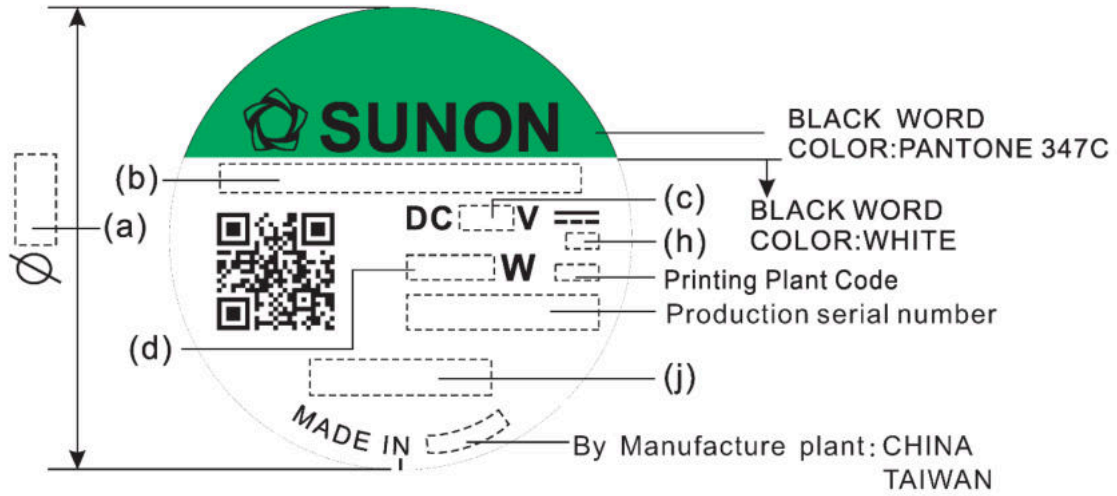 SUNON
BLACK WORD
COLOR:PANTONE 347C
(b)
(a)
DC V
(c)
BLACK WORD
COLOR:WHITE
(h)
W
Printing Plant Code
Production serial number
(d)
(j)
MADE IN
By Manufacture plant: CHINA
TAIWAN
Ø